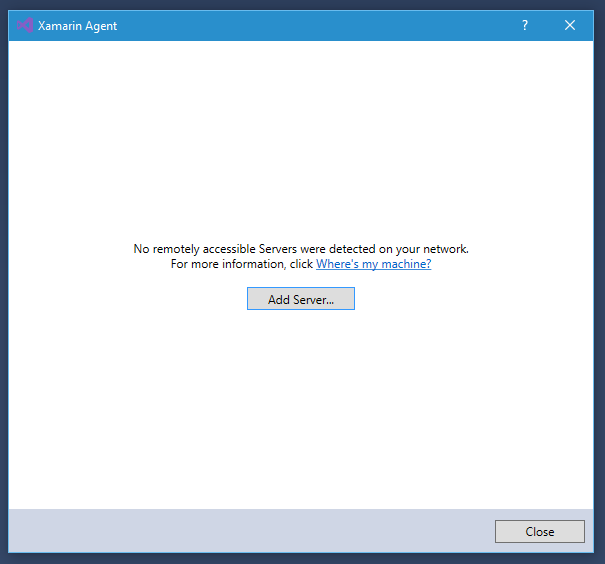 Xamarin Agent ?
No remotely accessible Servers were detected on your network.
For more information, click Where's my machine?
Add Server...
Close